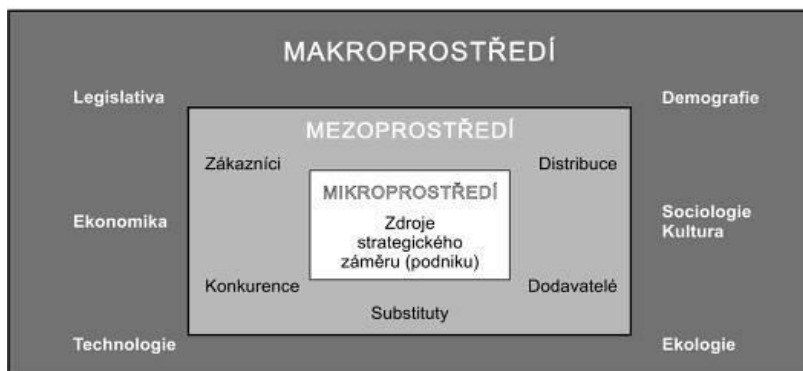 MAKROPROSTŘEDÍ
Legislativa
Demografie
MEZOPROSTŘEDÍ
Zákazníci
Distribuce
MIKROPROSTŘEDÍ
Zdroje
strategického
záměru (podniku)
Ekonomika
Sociologie
Kultura
Konkurence
Dodavatelé
Substituty
Technologie
Ekologie